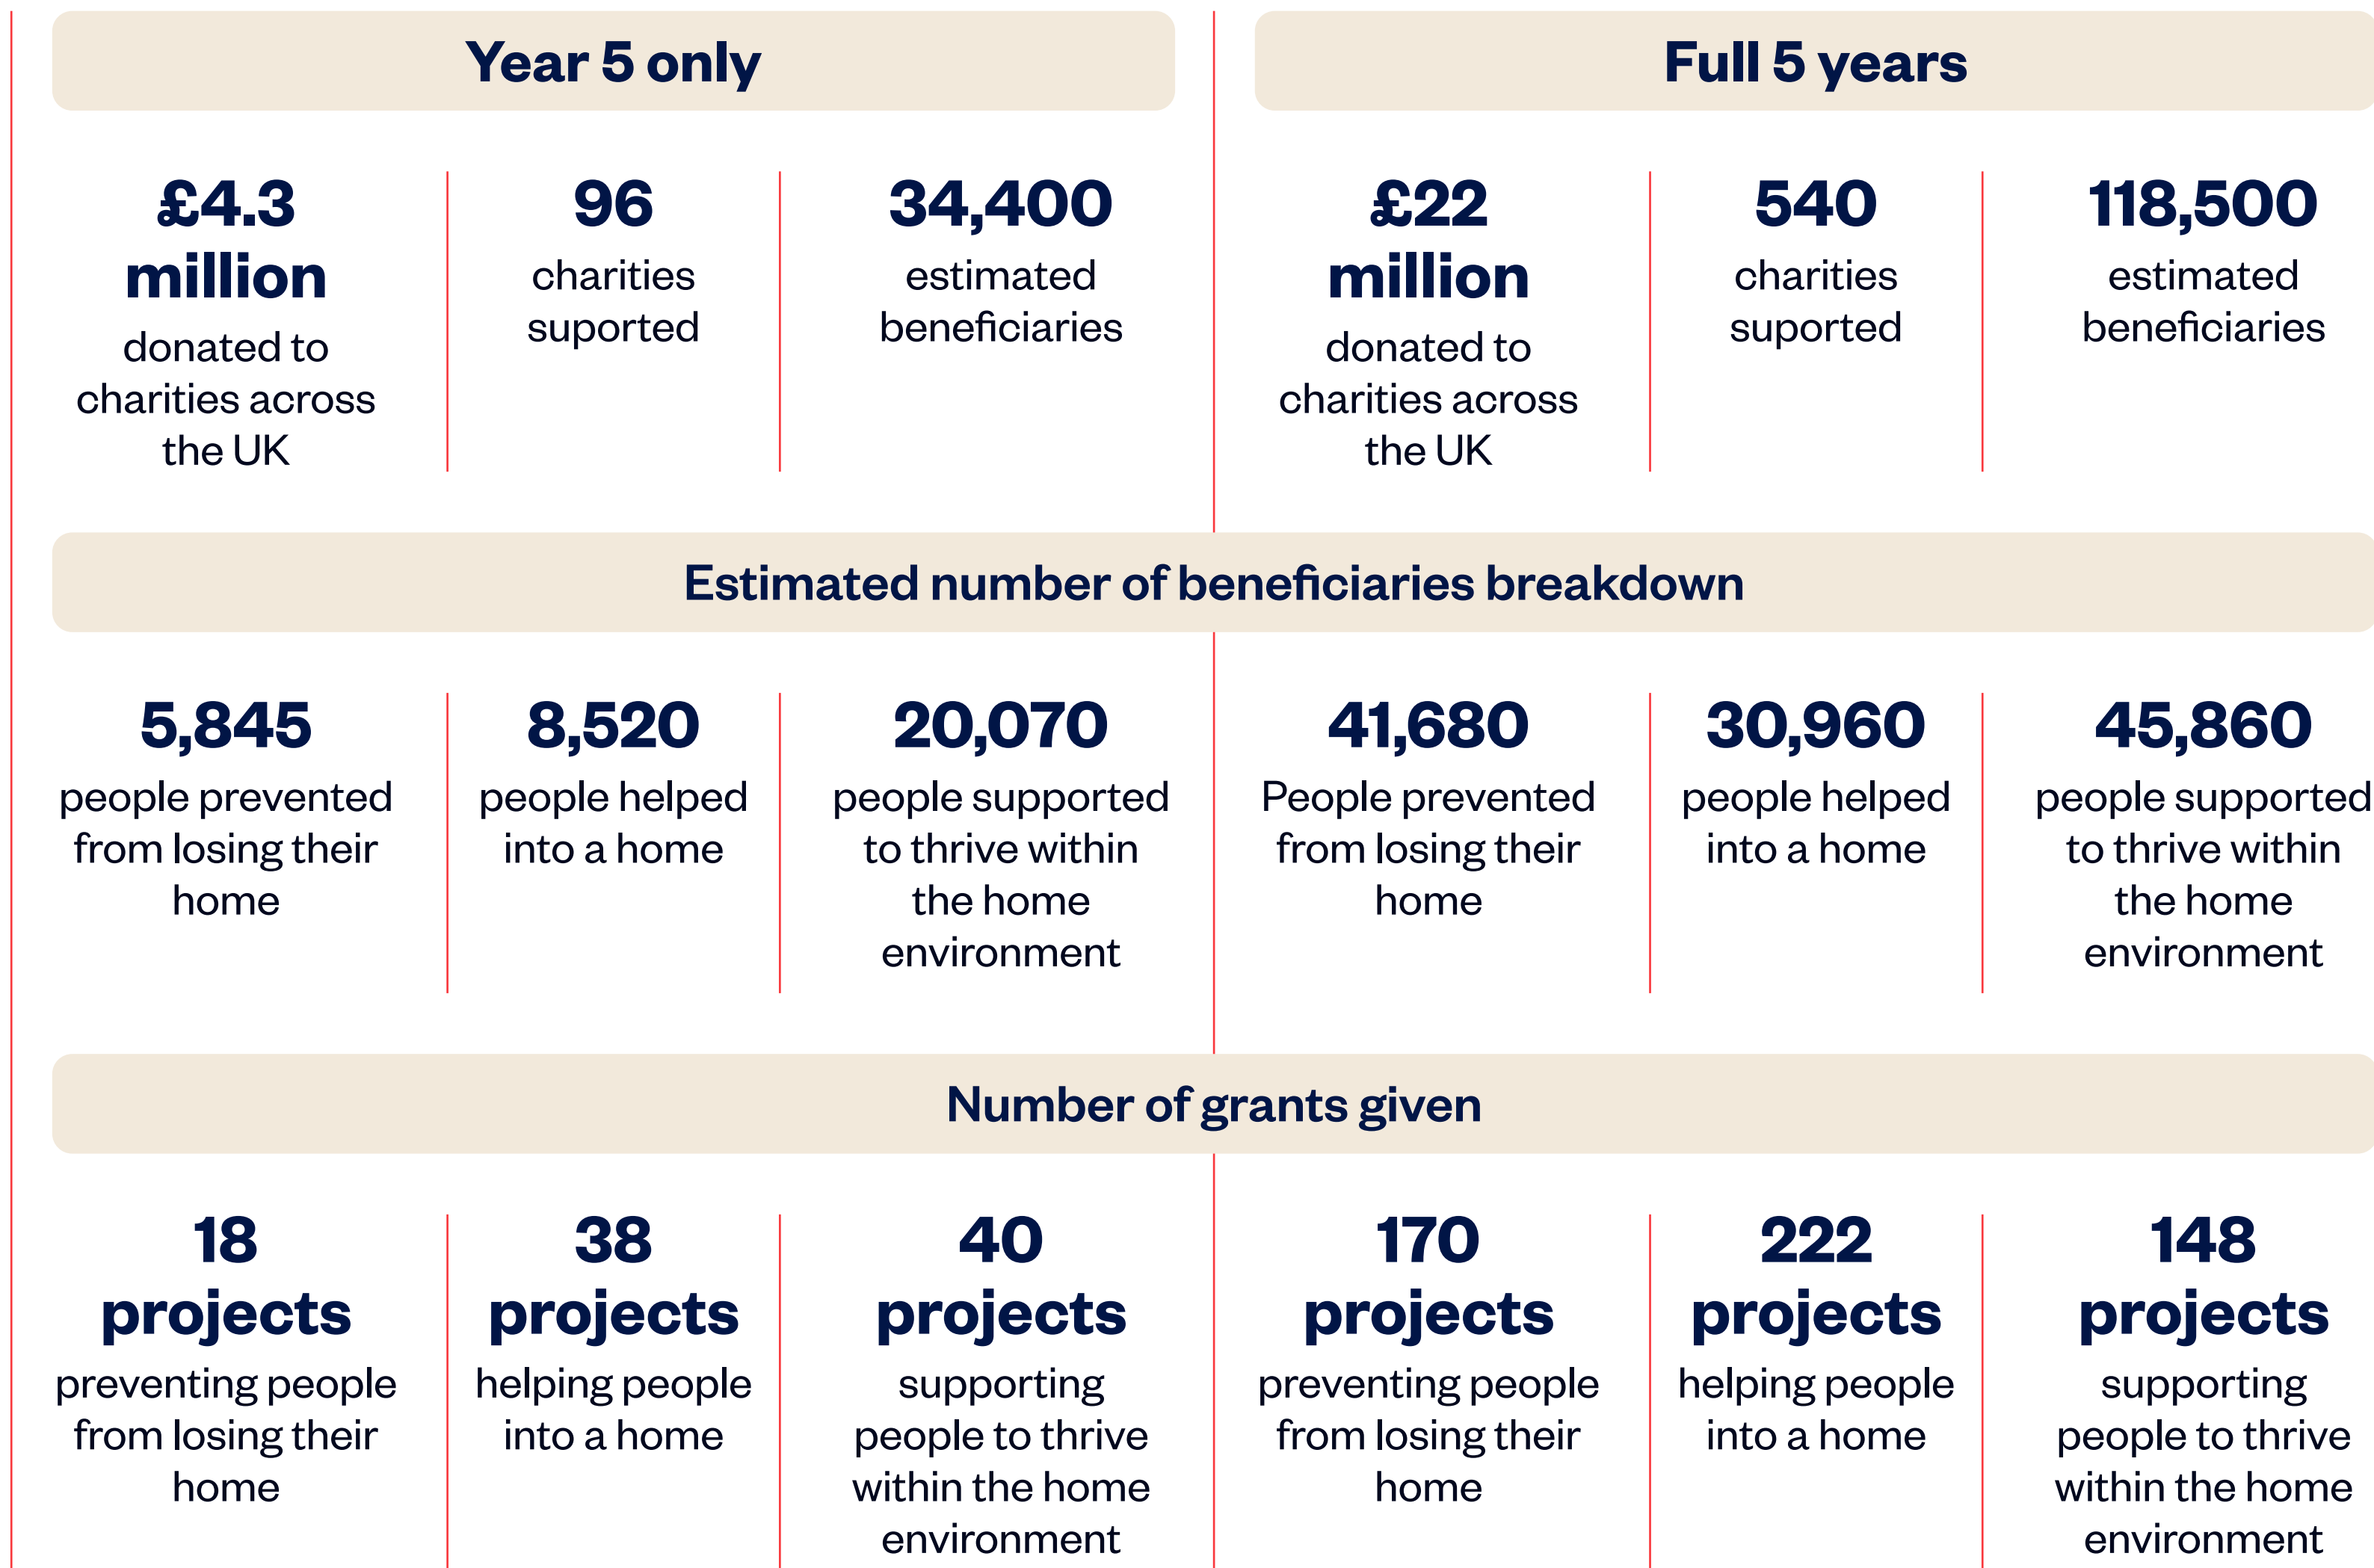 Year 5 only
£4.3
million
donated to
charities across
the UK
96
charities
suported
34,400
estimated
beneficiaries
Full 5 years
£22
million
donated to
charities across
the UK
540
charities
suported
118,500
estimated
beneficiaries
Estimated number of beneficiaries breakdown
5,845
people prevented
from losing their
home
8,520
people helped
into a home
20,070
people supported
to thrive within
the home
environment
41,680
People prevented
from losing their
home
30,960
people helped
into a home
45,860
people supported
to thrive within
the home
environment
Number of grants given
18
projects
preventing people
from losing their
home
38
projects
helping people
into a home
40
projects
supporting
people to thrive
within the home
environment
170
projects
preventing people
from losing their
home
222
projects
helping people
into a home
148
projects
supporting
people to thrive
within the home
environment